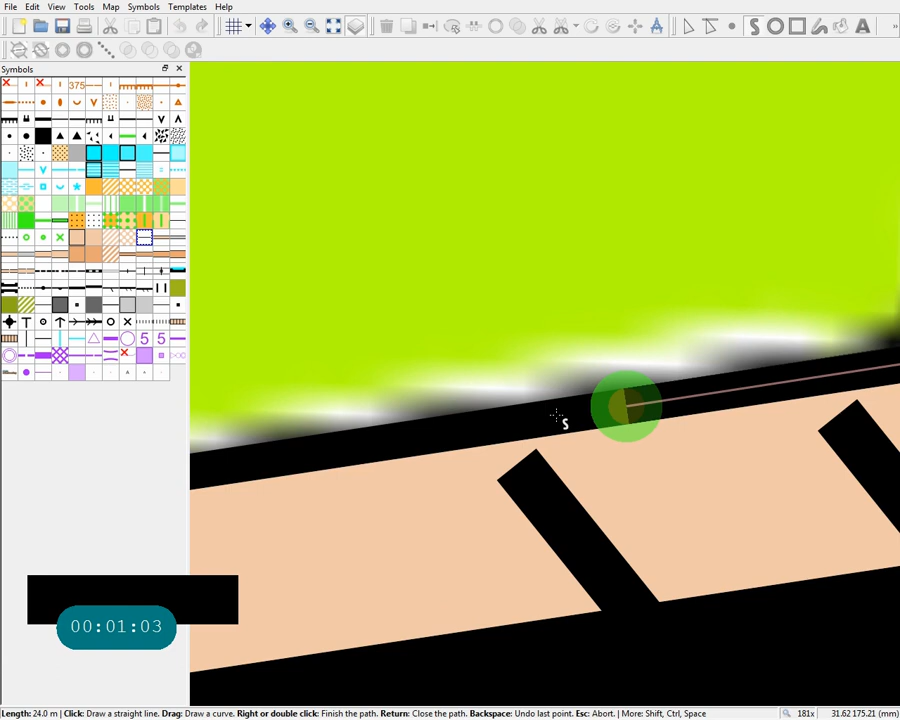 File Edit View Tools Map Symbols Templates Help
Symbols
375
5 5
S
00:01:03
Length: 24.0 m | Click: Draw a straight line. Drag: Draw a curve. Right or double click: Finish the path. Return: Close the path. Backspace: Undo last point. Esc: Abort. | More: Shift, Ctrl, Space 181x 31.62 175.21 (mm)